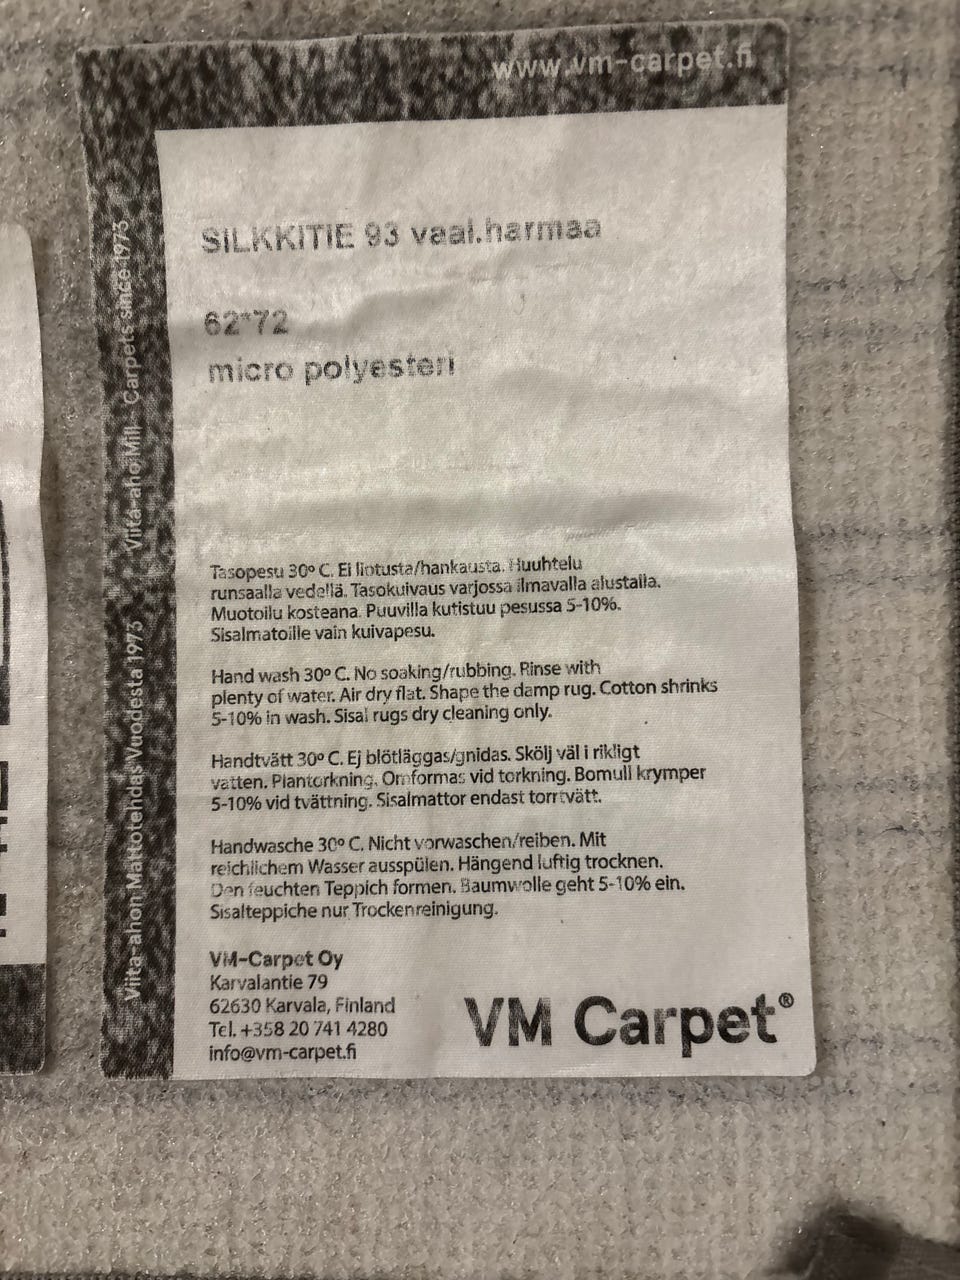 www.vm-carpet.fi
Viita-ahon Mattotehdas Vuodesta 1973 Viita-aho Mill - Carpets since 1973
SILKKITIE 93 vaal.harmaa
62*72
micro polyesteri
Tasopesu 30º C. Ei liotusta/hankausta. Huuhtelu
runsaalla vedellä. Tasokuivaus varjossa ilmavalla alustalla.
Muotoilu kosteana. Puuvilla kutistuu pesussa 5-10%.
Sisalmatoille vain kuivapesu.
Hand wash 30º C. No soaking/rubbing. Rinse with
plenty of water. Air dry flat. Shape the damp rug. Cotton shrinks
5-10% in wash. Sisal rugs dry cleaning only.
Handtvätt 30º C. Ej blötläggas/gnidas. Skölj väl i rikligt
vatten. Plantorkning. Omformas vid torkning. Bomull krymper
5-10% vid tvättning. Sisalmattor endast torrtvätt.
Handwasche 30º C. Nicht vorwaschen/reiben. Mit
reichlichem Wasser ausspülen. Hängend luftig trocknen.
Den feuchten Teppich formen. Baumwolle geht 5-10% ein.
Sisalteppiche nur Trockenreinigung.
VM-Carpet Oy
Karvalantie 79
62630 Karvala, Finland
Tel. +358 20 741 4280
info@vm-carpet.fi
VM Carpet®